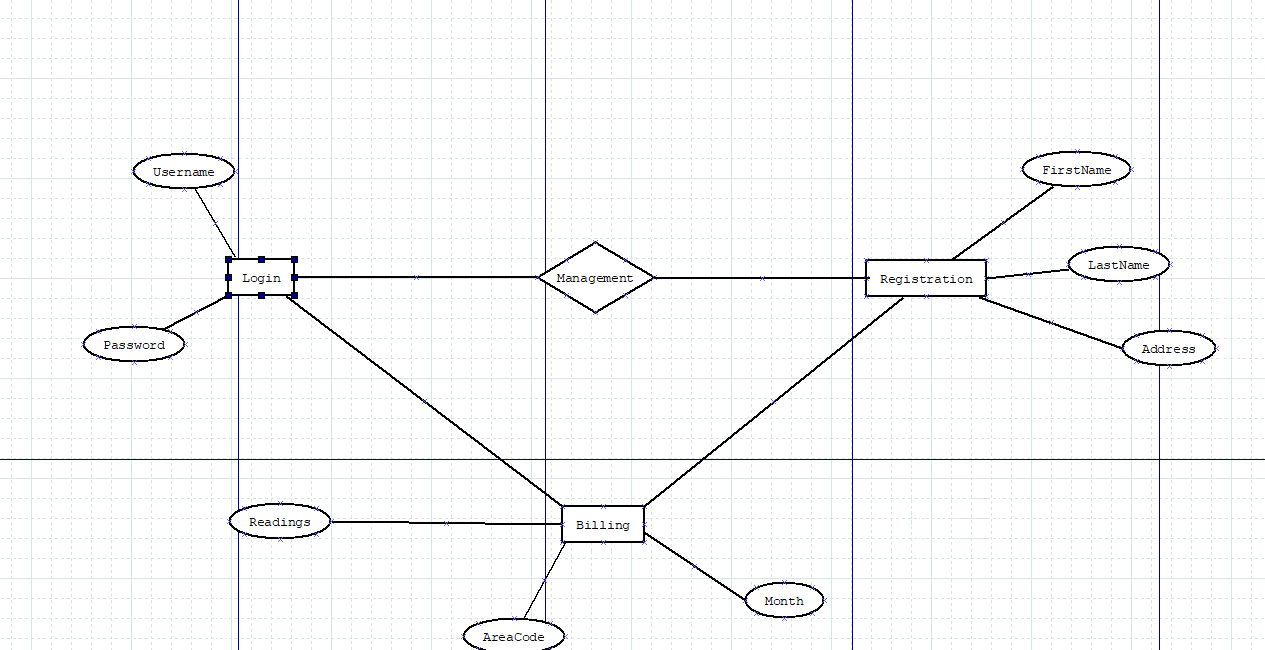 Username
FirstName
LastName
Login
Management
Registration
Password
Address
Readings
Billing
Month
AreaCode